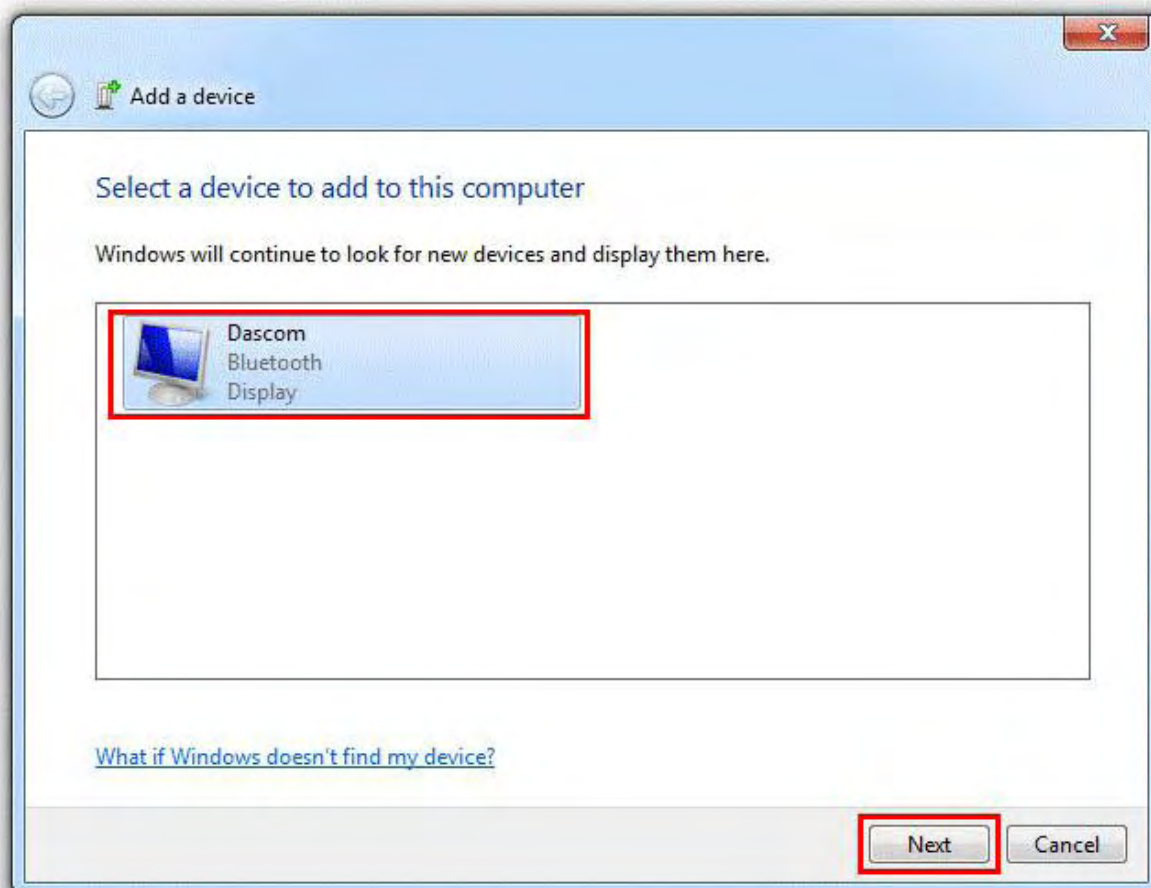 Add a device
Select a device to add to this computer
Windows will continue to look for new devices and display them here.
Dascom
Bluetooth
Display
What if Windows doesn't find my device?
Next
Cancel